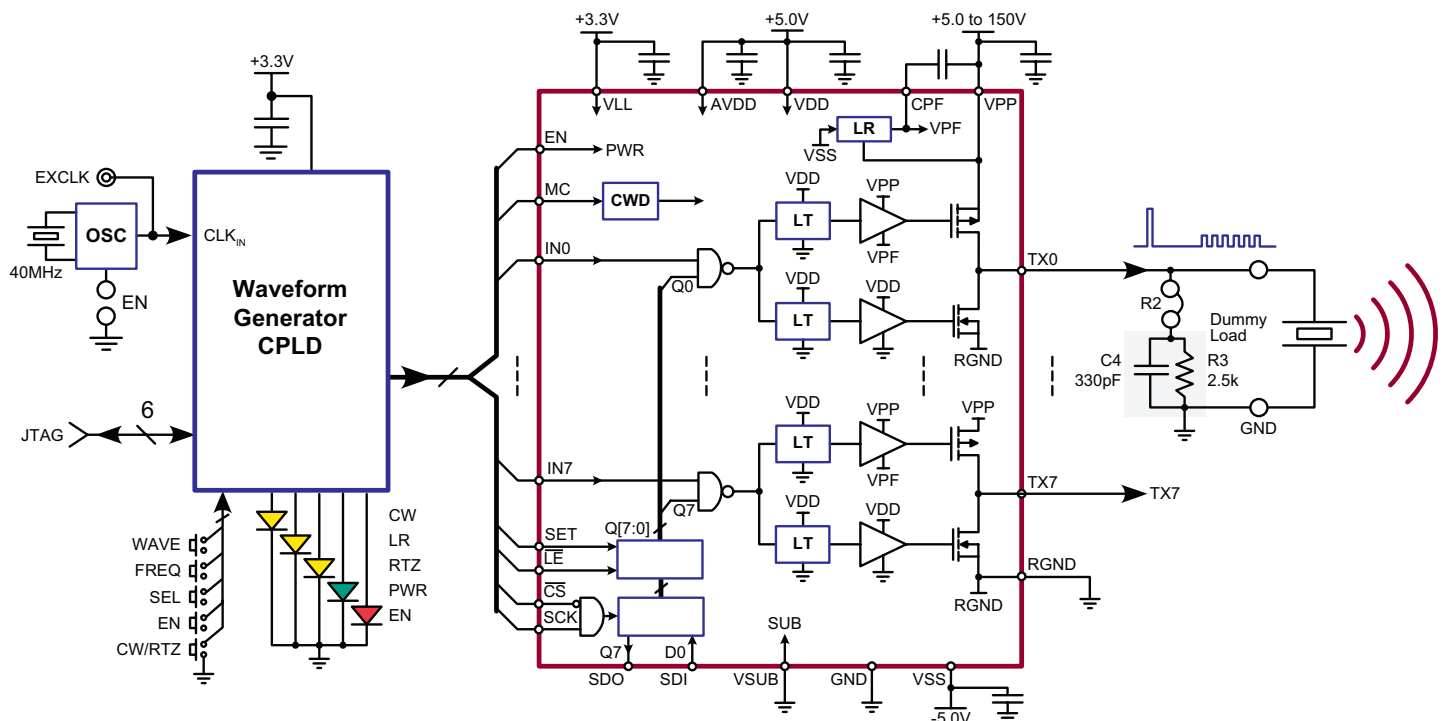 +3.3V
+5.0V
+5.0 to 150V
+3.3V
VLL
AVDD
VDD
CPF
VPP
EN
PWR
LR
VPF
VSS
EXCLK
MC
CWD
VDD
VPP
OSC
CLKIN
LT
VPF
IN0
TX0
40MHz
Q0
VDD
VDD
EN
Waveform
Generator
CPLD
LT
R2
Dummy
Load
RGND
C4
330pF
R3
2.5k
6
JTAG
VDD
VPP
VPP
GND
LT
VPF
IN7
TX7
TX7
Q7
VDD
VDD
CW
SET
Q[7:0]
LT
WAVE
LR
LE
FREQ
RTZ
RGND
SEL
PWR
CS
RGND
EN
EN
SCK
SUB
CW/RTZ
Q7
D0
SDO
SDI
VSUB
GND
VSS
-5.0V